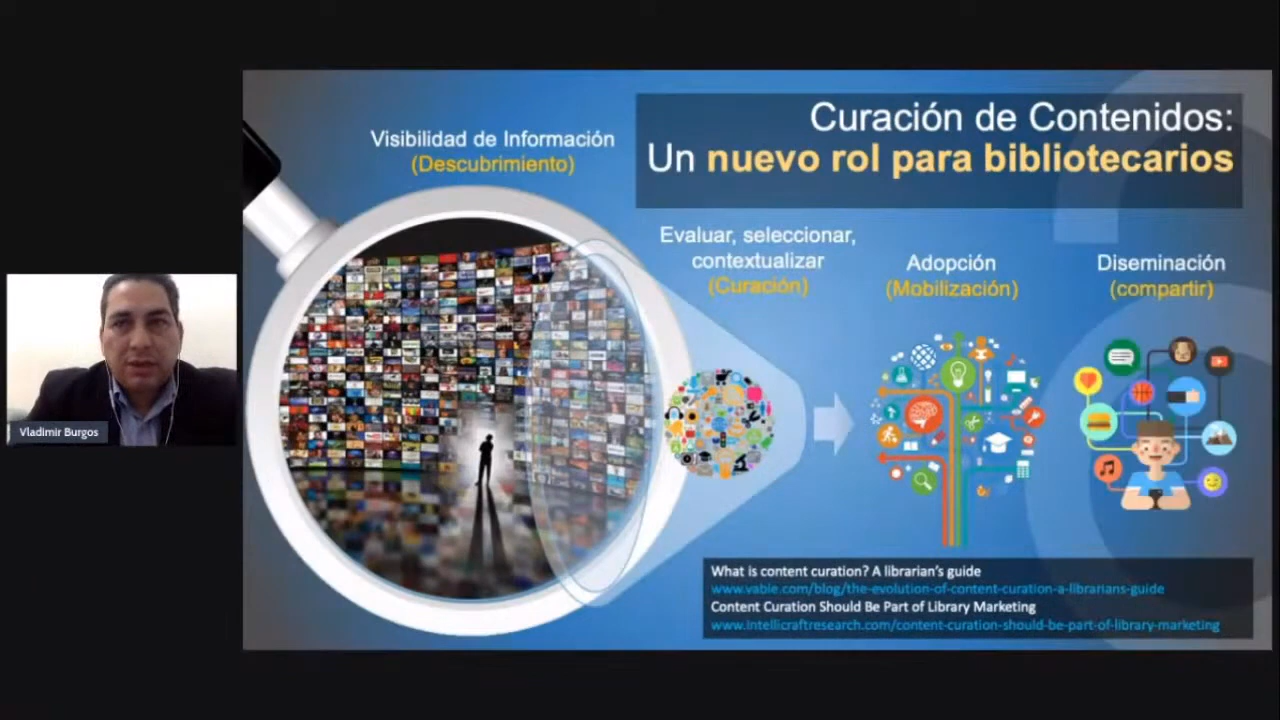 Curación de Contenidos:
Un nuevo rol para bibliotecarios
Visibilidad de Información
(Descubrimiento)
Evaluar, seleccionar,
contextualizar
(Curación)
Adopción
(Mobilización)
Diseminación
(compartir)
Vladimir Burgos
What is content curation? A librarian's guide
www.vable.com/blog/the-evolution-of-content-curation-a-librarians-guide
Content Curation Should Be Part of Library Marketing
www.intellicraftresearch.com/content-curation-should-be-part-of-library-marketing